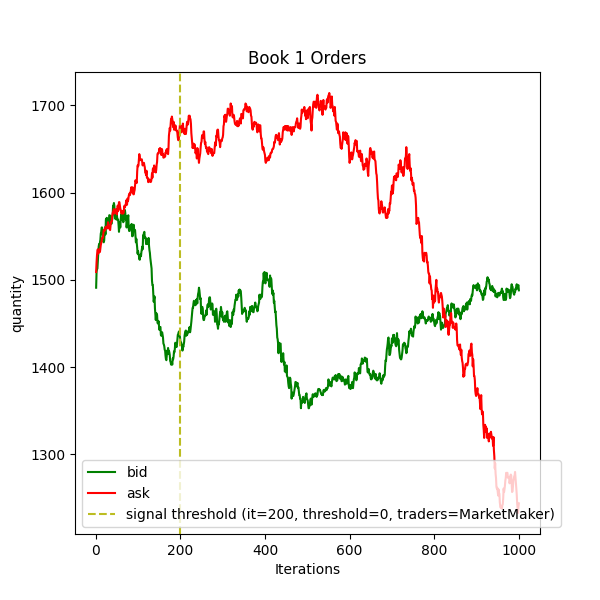 Book 1 Orders
quantity
1700
1600
1500
1400
1300
bid
ask
signal threshold (it=200, threshold=0, traders=MarketMaker)
0 200 400 600 800 1000
Iterations